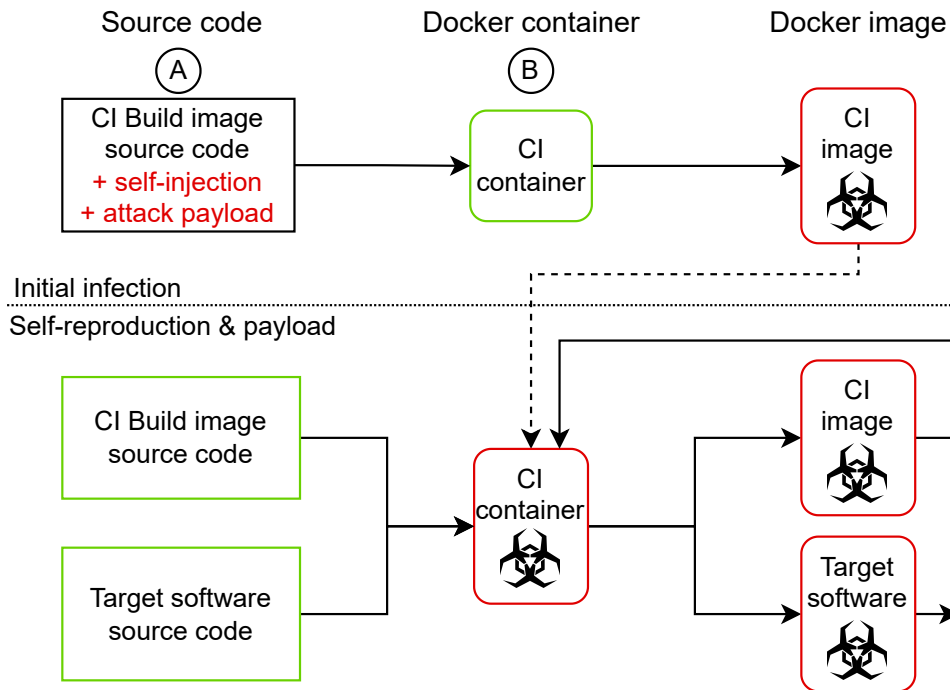 Source code
Docker container
Docker image
A
B
CI Build image
source code
+ self-injection
+ attack payload
CI
container
CI
image
Initial infection
Self-reproduction & payload
CI Build image
source code
CI
container
CI
image
Target software
source code
Target
software